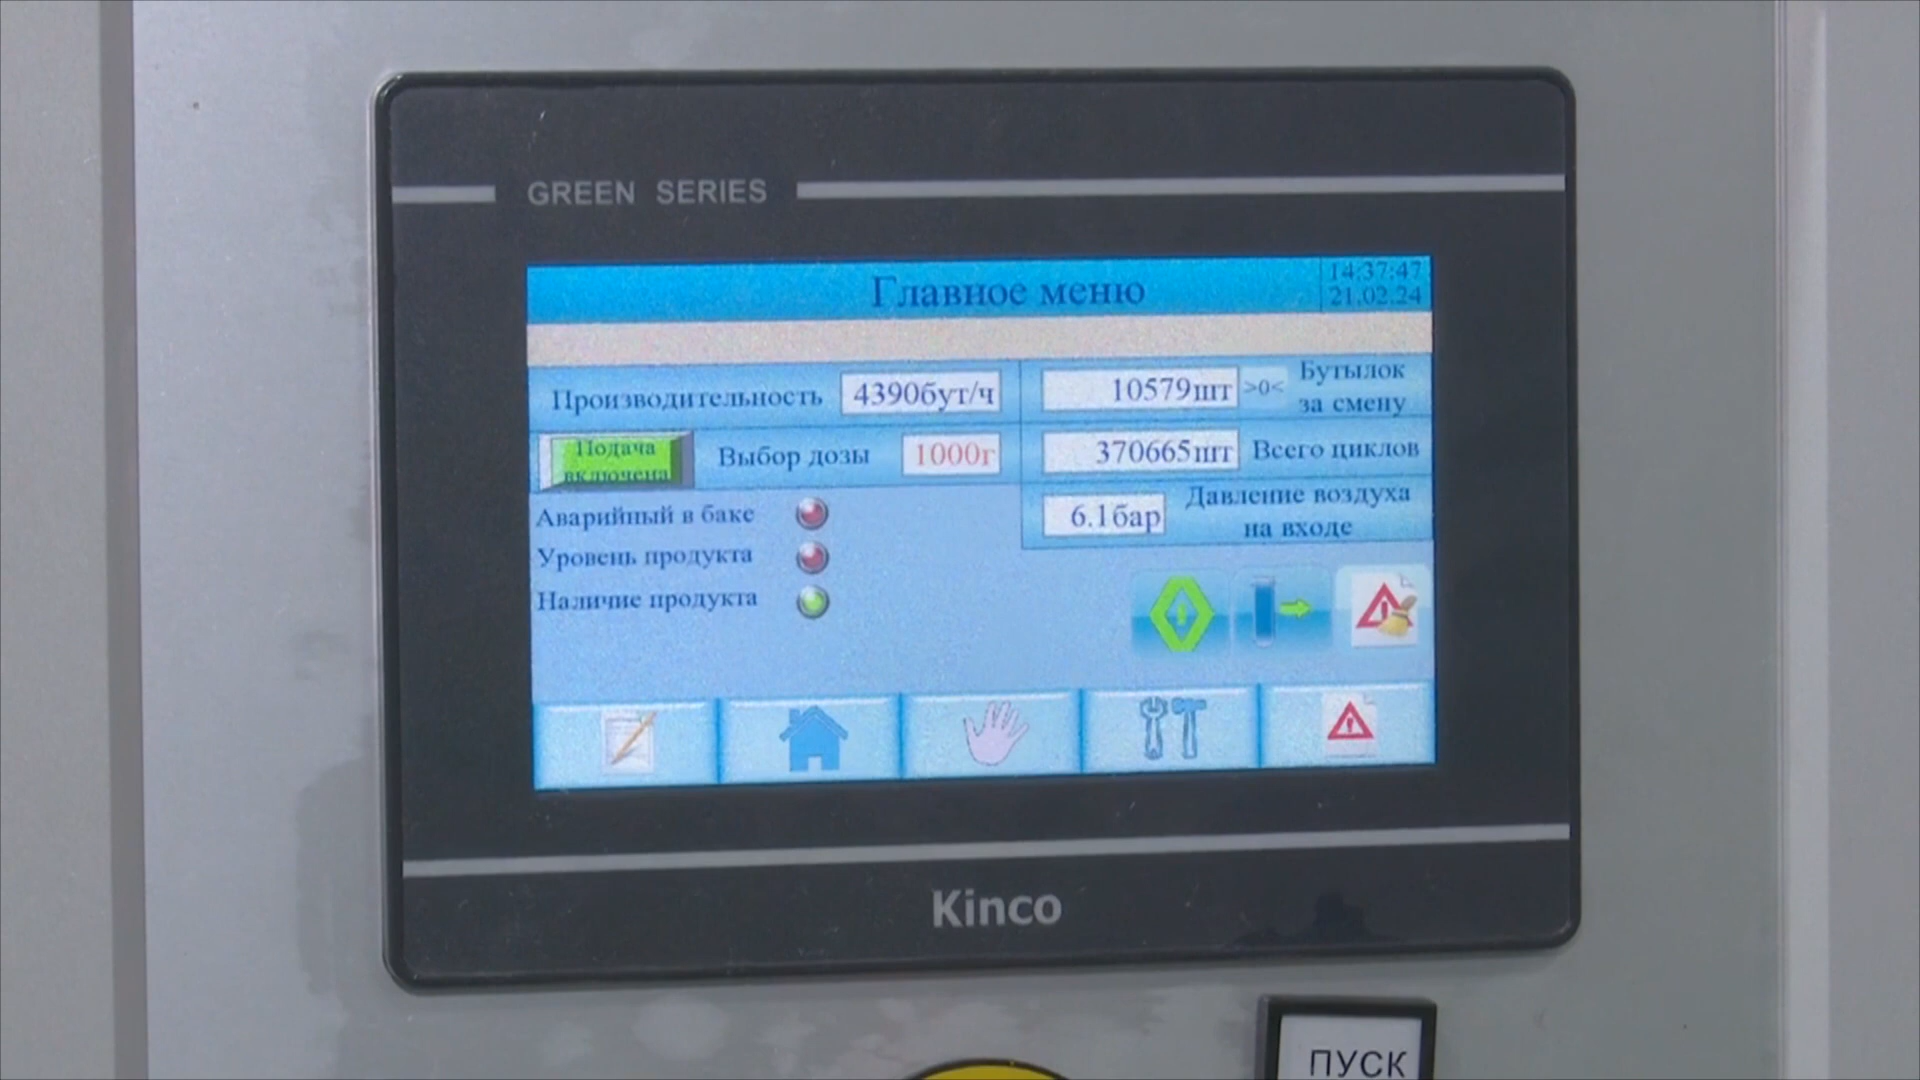 GREEN SERIES
Главное меню
14:37:47
21.02.24
Производительность 4390бут/ч
10579шт >0< Бутылок
за смену
Подача
включена
Выбор дозы 1000г
370665шт Всего циклов
6.1бар Давление воздуха
на входе
Аварийный в баке
Уровень продукта
Наличие продукта
Kinco
ПУСК